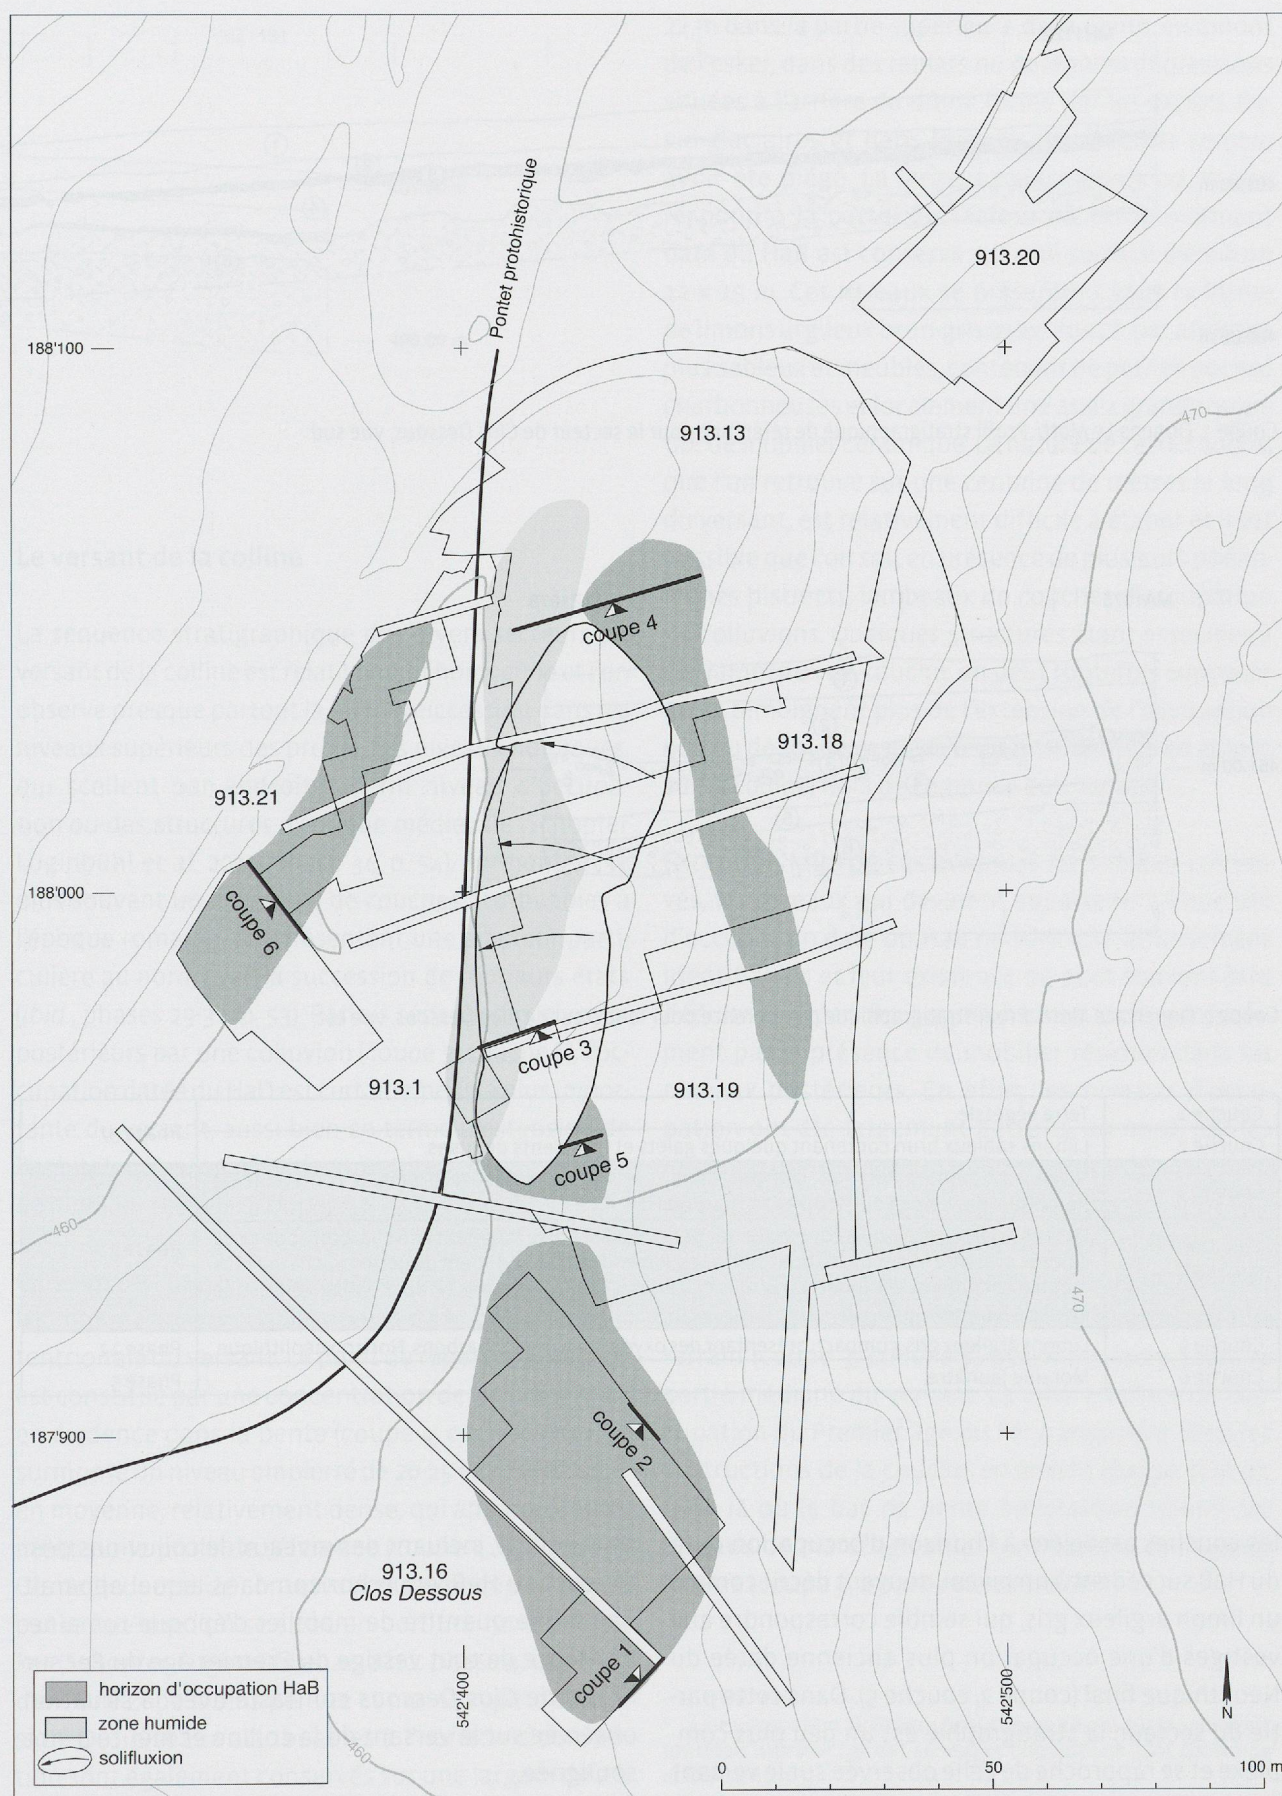 Pontet protohistorique
913.20
188'100
470
913.13
coupe 4
913.18
913.21
188'000
coupe 6
coupe 3
913.1
913.19
coupe 5
460
470
coupe 2
187'900
913.16
Clos Dessous
coupe 1
542'400
542'500
N
460
horizon d'occupation HaB
zone humide
solifluxion
0 50 100 m